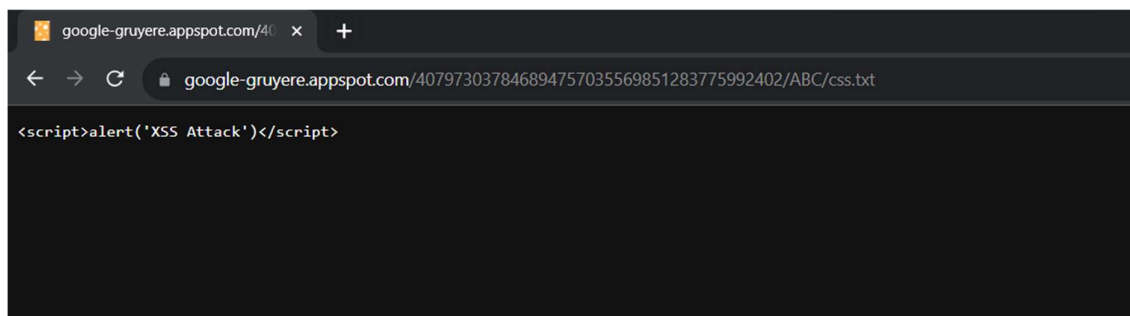 google-gruyere.appspot.com/40
google-gruyere.appspot.com/407973037846894757035569851283775992402/ABC/css.txt
<script>alert('XSS Attack')</script>